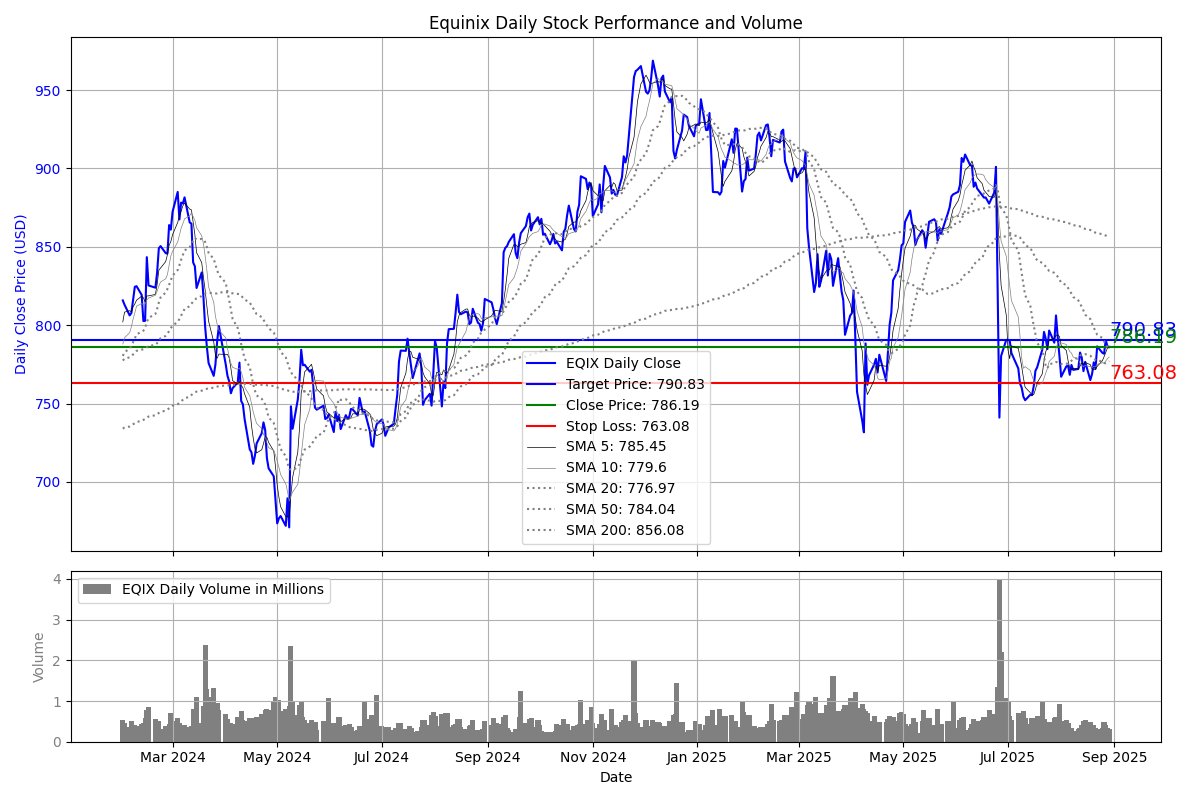 Equinix Daily Stock Performance and Volume
Daily Close Price (USD)
950
900
850
800
750
700
790.83
786.19
763.08
EQIX Daily Close
Target Price: 790.83
Close Price: 786.19
Stop Loss: 763.08
SMA 5: 785.45
SMA 10: 779.6
SMA 20: 776.97
SMA 50: 784.04
SMA 200: 856.08
EQIX Daily Volume in Millions
Volume
4
3
2
1
0
Mar 2024 May 2024 Jul 2024 Sep 2024 Nov 2024 Jan 2025 Mar 2025 May 2025 Jul 2025 Sep 2025
Date